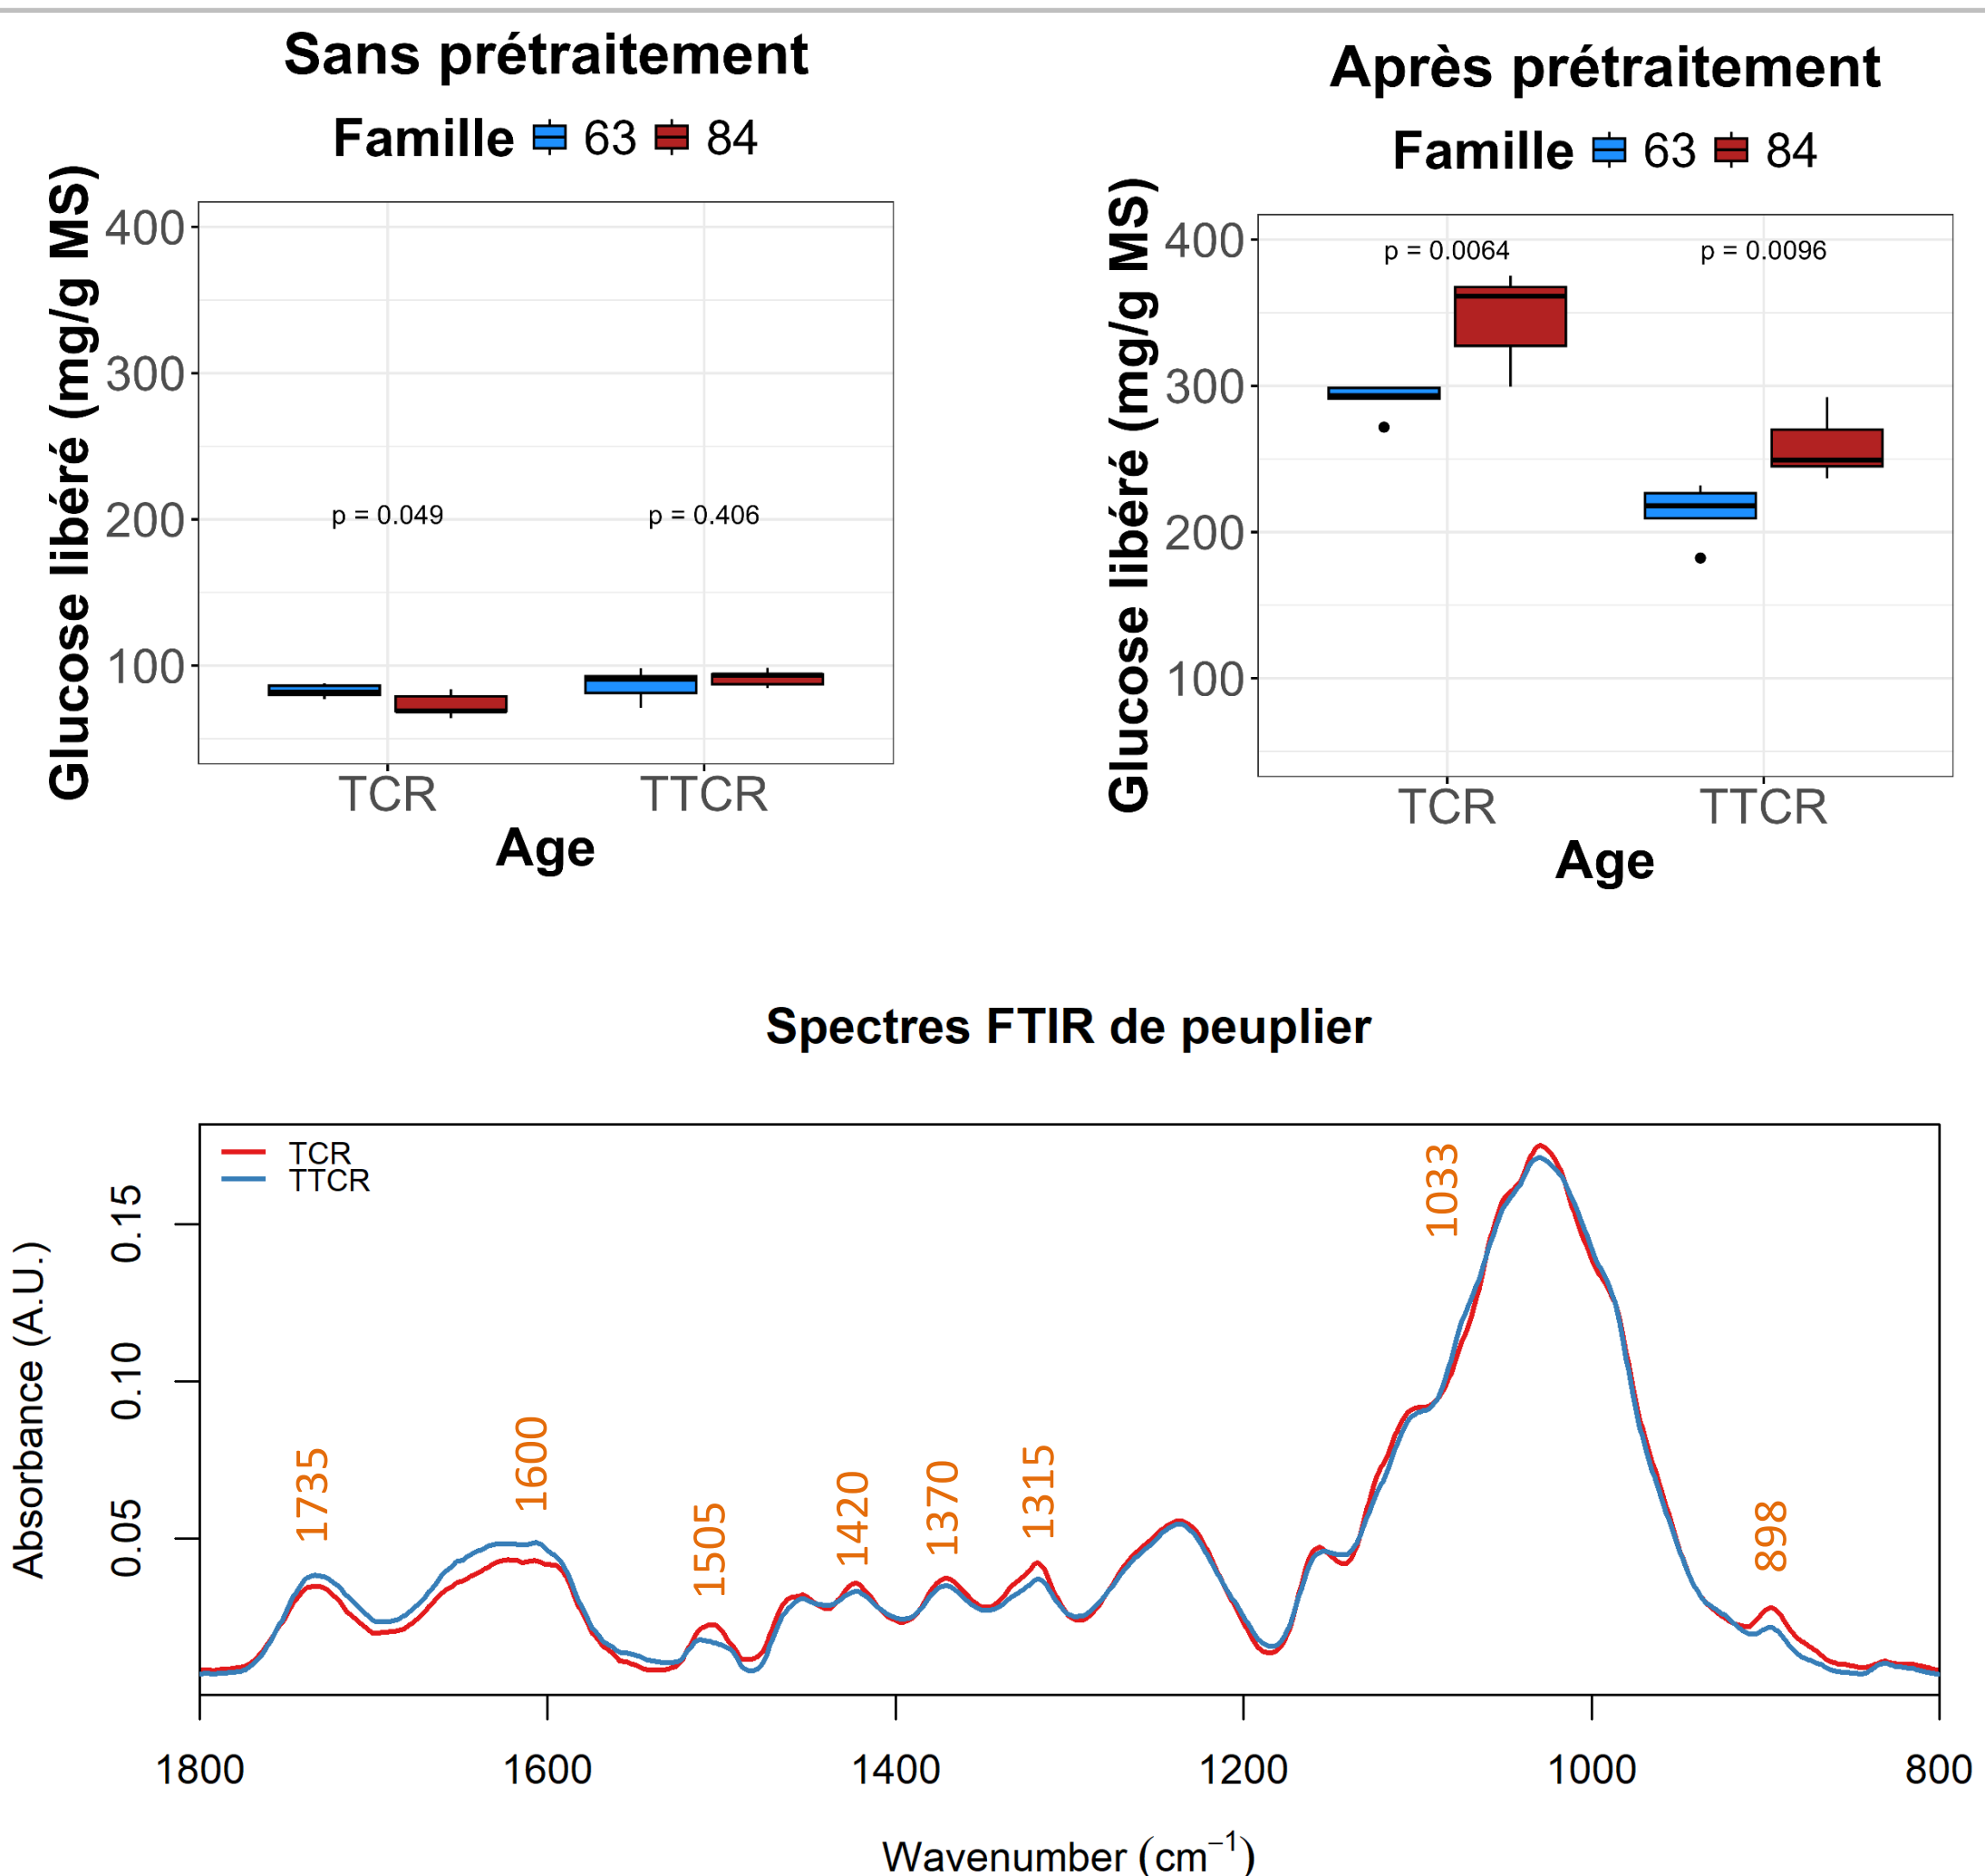 Sans prétraitement
Famille 63 84
Glucose libéré (mg/g MS)
400
300
200
100
p = 0.049
p = 0.406
TCR
TTCR
Age
Après prétraitement
Famille 63 84
Glucose libéré (mg/g MS)
400
300
200
100
p = 0.0064
p = 0.0096
TCR
TTCR
Age
Spectres FTIR de peuplier
TCR
TTCR
Absorbance (A.U.)
0.15
0.10
0.05
1735
1600
1505
1420
1370
1315
1033
898
1800
1600
1400
1200
1000
800
Wavenumber (cm⁻¹)